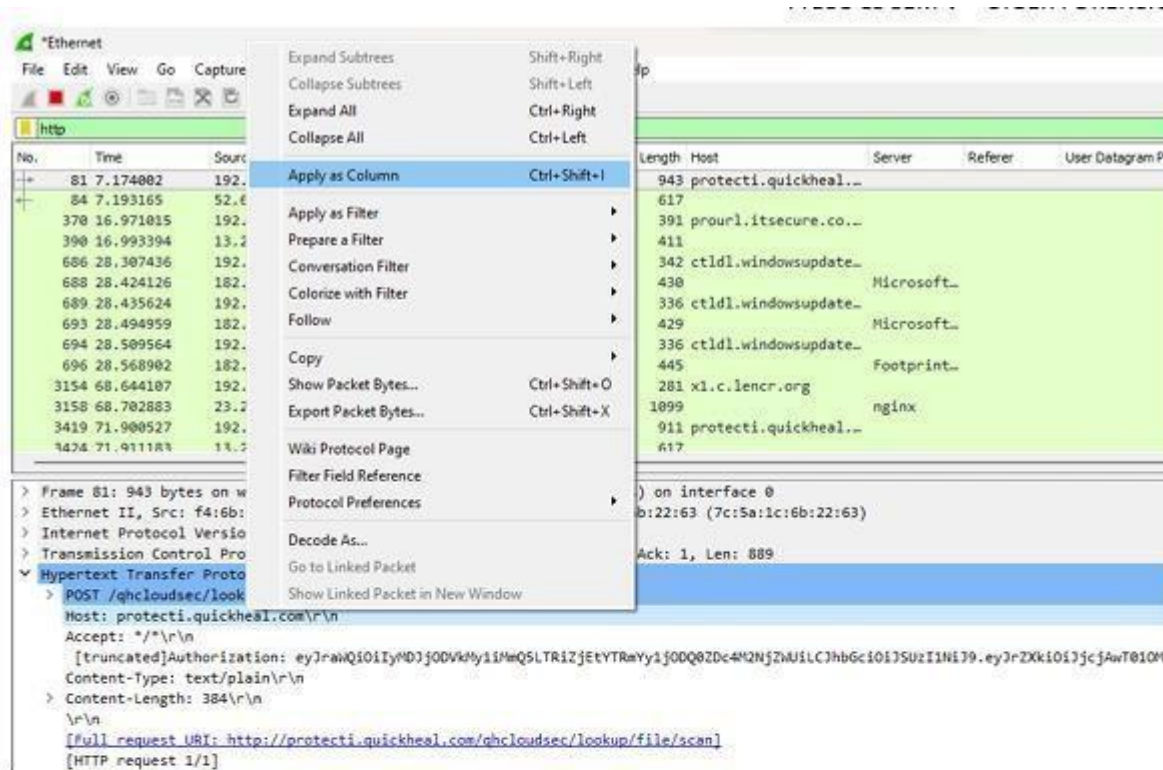 *Ethernet
File Edit View Go Capture
http
Expand Subtrees Shift+Right
Collapse Subtrees Shift+Left
Expand All Ctrl+Right
Collapse All Ctrl+Left
Apply as Column Ctrl+Shift+I
Apply as Filter
Prepare a Filter
Conversation Filter
Colorize with Filter
Follow
Copy
Show Packet Bytes... Ctrl+Shift+O
Export Packet Bytes... Ctrl+Shift+X
Wiki Protocol Page
Filter Field Reference
Protocol Preferences
Decode As...
Go to Linked Packet
Show Linked Packet in New Window
No. Time Sourc Length Host Server Referer User Datagram P
81 7.174002 192. 943 protecti.quickheal.…
84 7.193165 52.6 617
370 16.971015 192. 391 prourl.itsecure.co.…
390 16.993394 13.2 411
686 28.307436 192. 342 ctldl.windowsupdate…
688 28.424126 182. 430 Microsoft…
689 28.435624 192. 336 ctldl.windowsupdate…
693 28.494959 182. 429 Microsoft…
694 28.509564 192. 336 ctldl.windowsupdate…
696 28.568902 182. 445 Footprint…
3154 68.644107 192. 281 x1.c.lencr.org
3158 68.702883 23.2 1099 nginx
3419 71.900527 192. 911 protecti.quickheal.…
3424 71.911183 13.2 617
Frame 81: 943 bytes on w ) on interface 0
Ethernet II, Src: f4:6b: b:22:63 (7c:5a:1c:6b:22:63)
Internet Protocol Versio
Transmission Control Pro Ack: 1, Len: 889
Hypertext Transfer Proto
POST /qhcloudsec/look
Host: protecti.quickheal.com\r\n
Accept: "/"\r\n
[truncated]Authorization:
Content-Type: text/plain\r\n
Content-Length: 384\r\n
\r\n
[Full request URI: http://protecti.quickheal.com/qhcloudsec/lookup/file/scan]
[HTTP request 1/1]